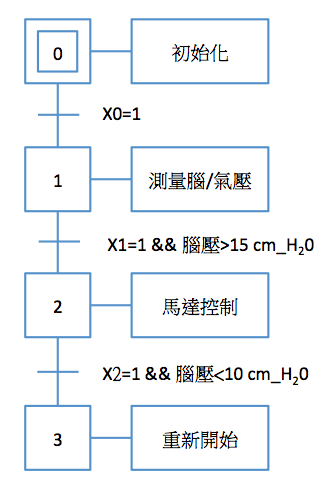 0 初始化
X0=1
1 測量腦/氣壓
X1=1 && 腦壓>15 cm_H₂0
2 馬達控制
X2=1 && 腦壓<10 cm_H₂0
3 重新開始